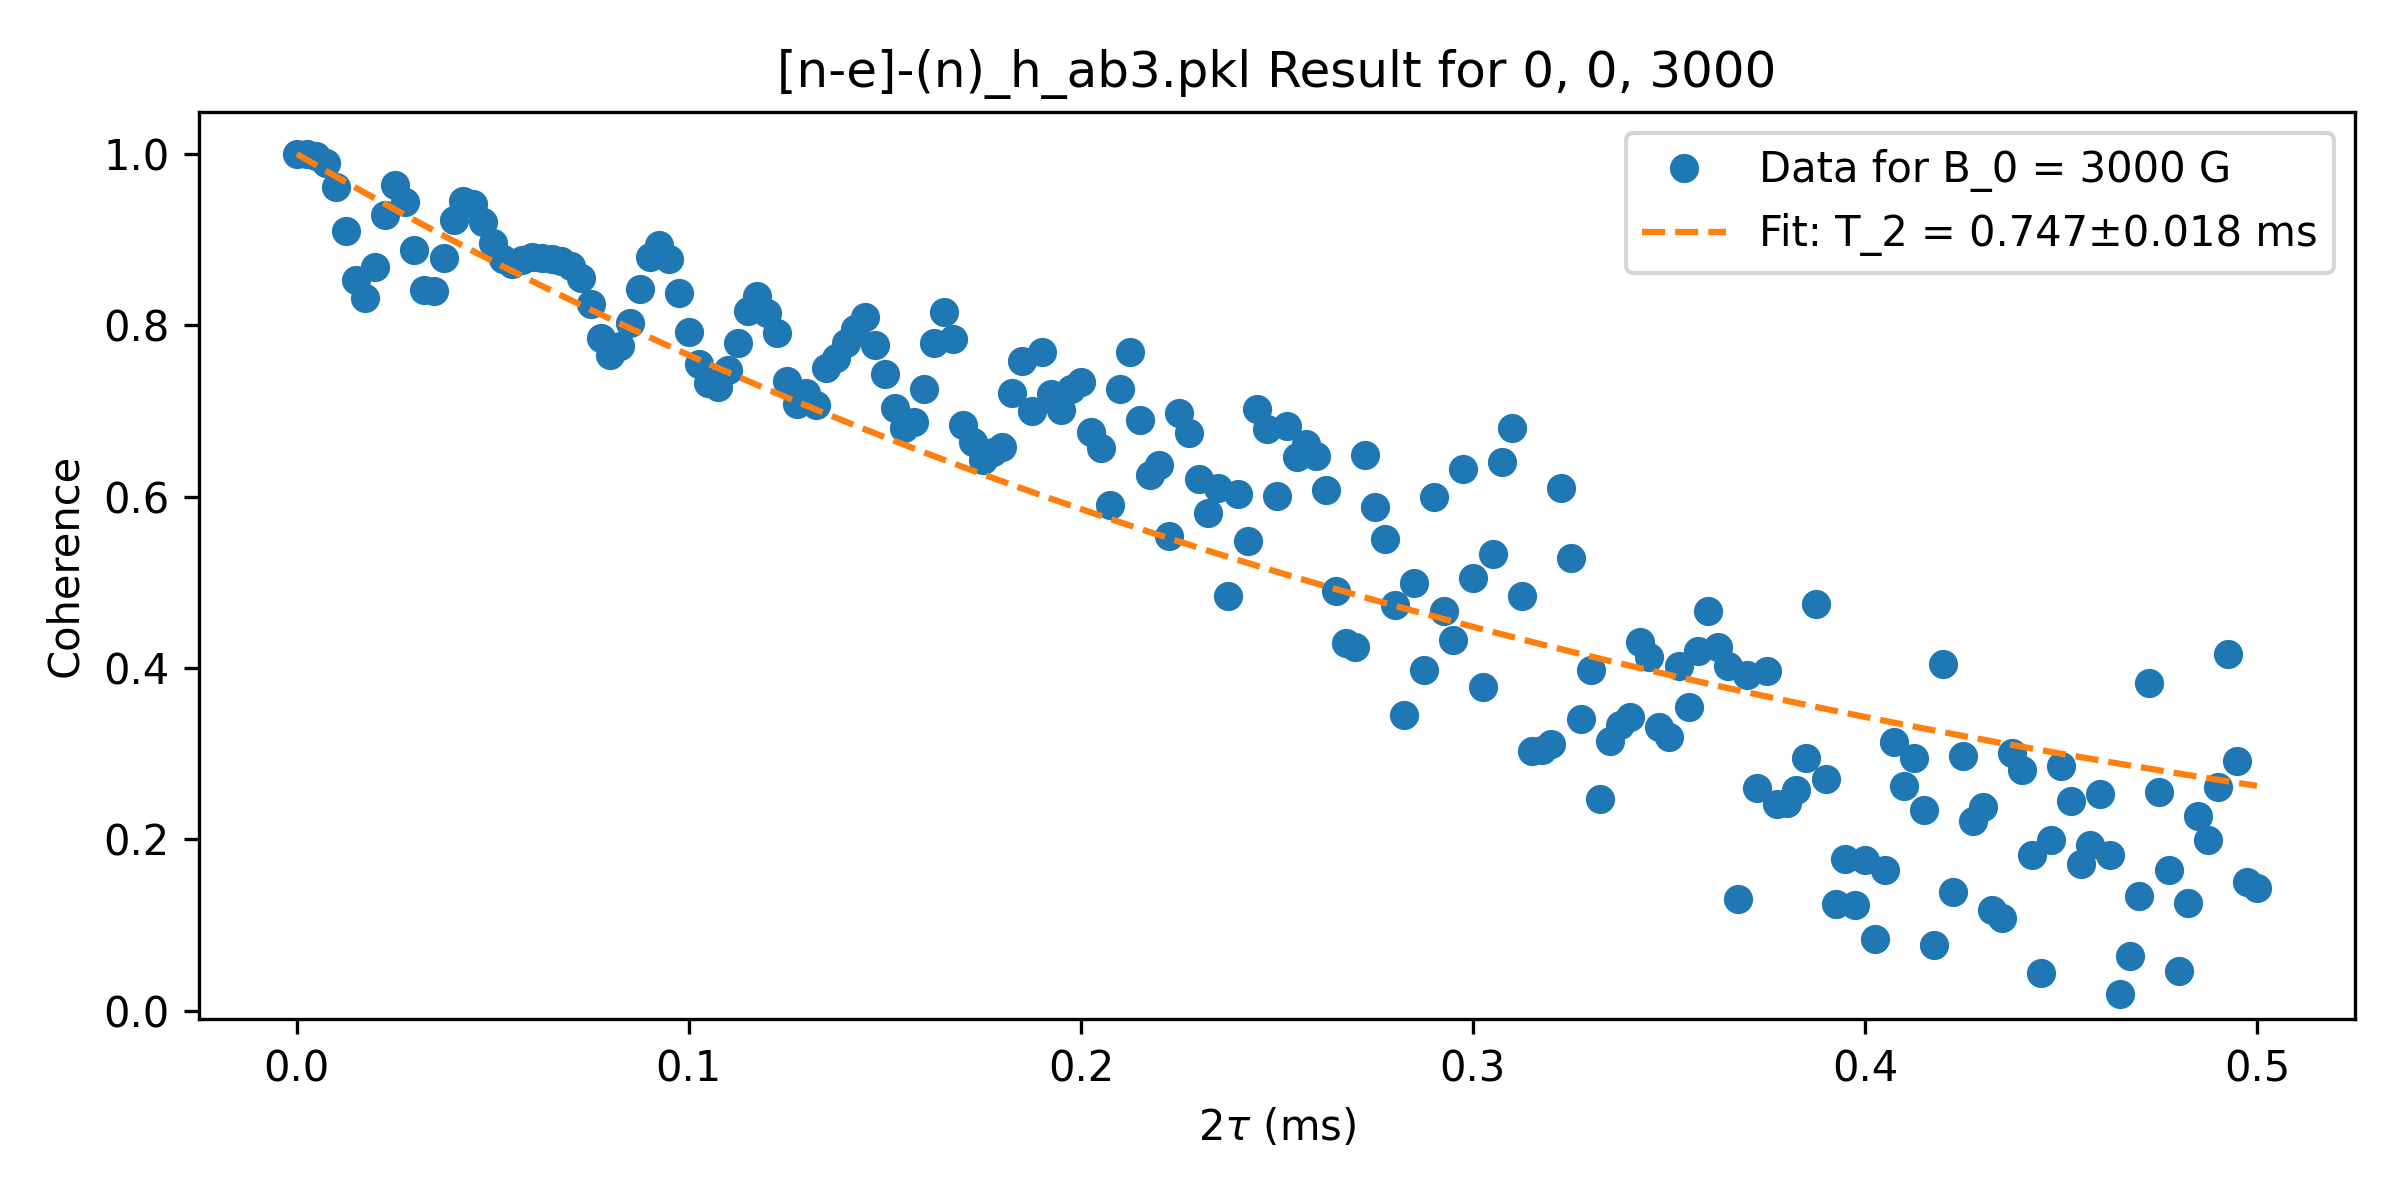 [n-e]-(n)_h_ab3.pkl Result for 0, 0, 3000
Data for B_0 = 3000 G
Fit: T_2 = 0.747±0.018 ms
Coherence
1.0
0.8
0.6
0.4
0.2
0.0
0.0 0.1 0.2 0.3 0.4 0.5
2τ (ms)